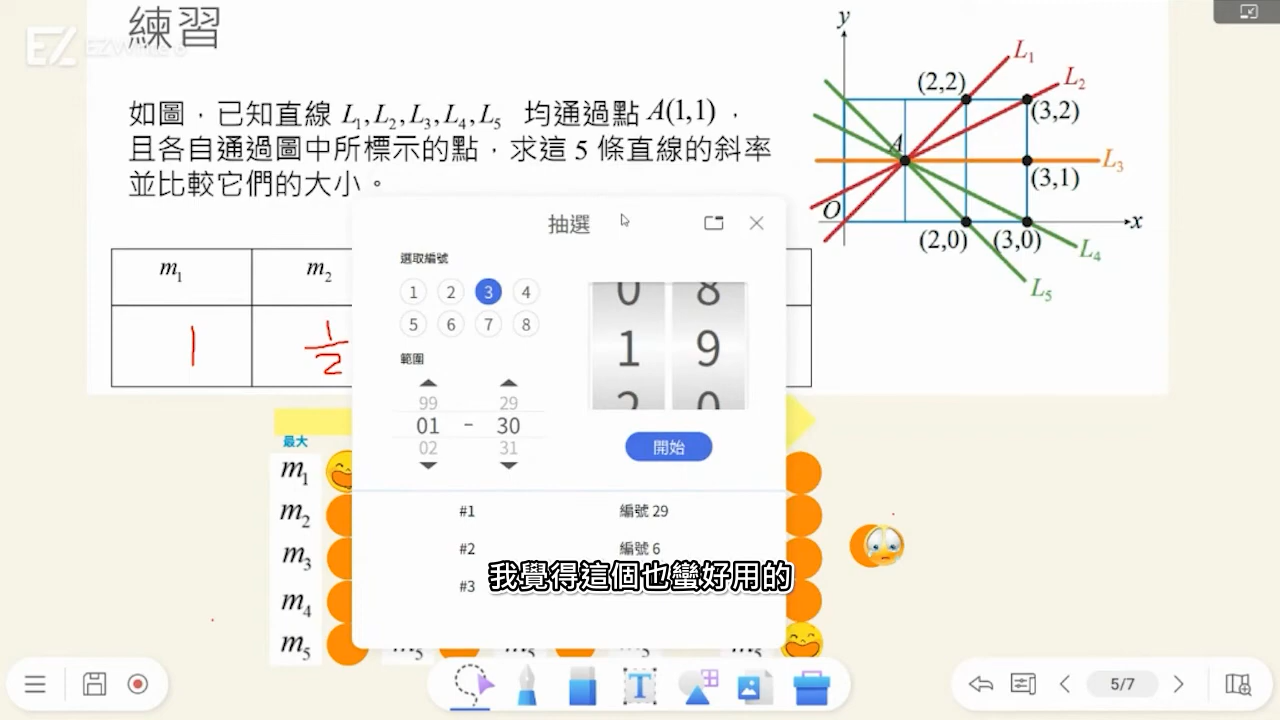 練習
EZWrite 6
如圖，已知直線 L₁,L₂,L₃,L₄,L₅ 均通過點 A(1,1)，
且各自通過圖中所標示的點，求這 5 條直線的斜率
並比較它們的大小。
m₁ m₂
1 1/2
y
L₁
L₂
(2,2)
(3,2)
A
L₃
(3,1)
O
x
(2,0) (3,0)
L₄
L₅
抽選
選取編號
1 2 3 4
5 6 7 8
範圍
99 29
01 - 30
02 31
0 8
1 9
2 0
開始
#1 編號 29
#2 編號 6
#3
我覺得這個也蠻好用的
最大
m₁
m₂
m₃
m₄
m₅ m₅ m₅ m₅ m₅
T
5/7